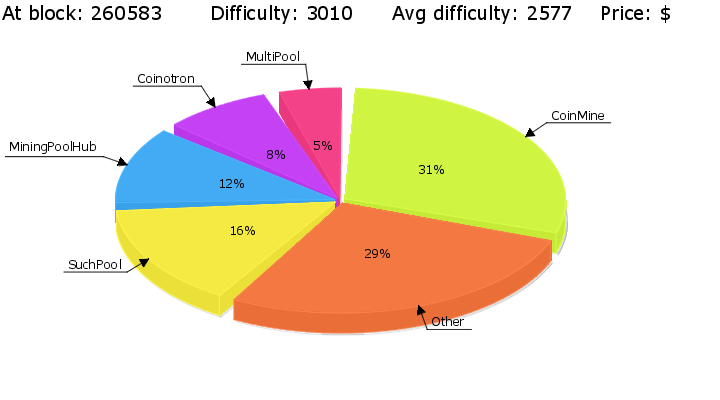 At block: 260583 Difficulty: 3010 Avg difficulty: 2577 Price: $
MultiPool
Coinotron
CoinMine
MiningPoolHub
5%
8%
31%
12%
16%
29%
SuchPool
Other